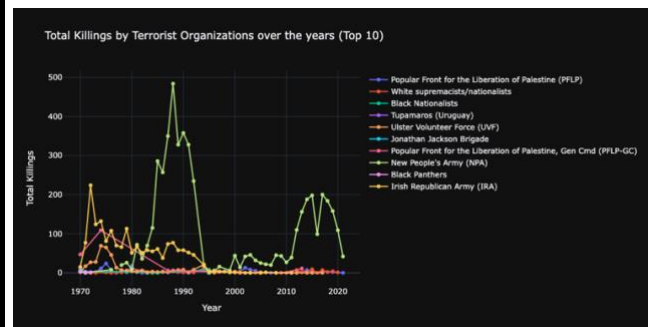 Total Killings by Terrorist Organizations over the years (Top 10)
500
400
300
200
100
0
Total Killings
1970
1980
1990
2000
2010
2020
Year
Popular Front for the Liberation of Palestine (PFLP)
White supremacists/nationalists
Black Nationalists
Tupamaros (Uruguay)
Ulster Volunteer Force (UVF)
Jonathan Jackson Brigade
Popular Front for the Liberation of Palestine, Gen Cmd (PFLP-GC)
New People's Army (NPA)
Black Panthers
Irish Republican Army (IRA)